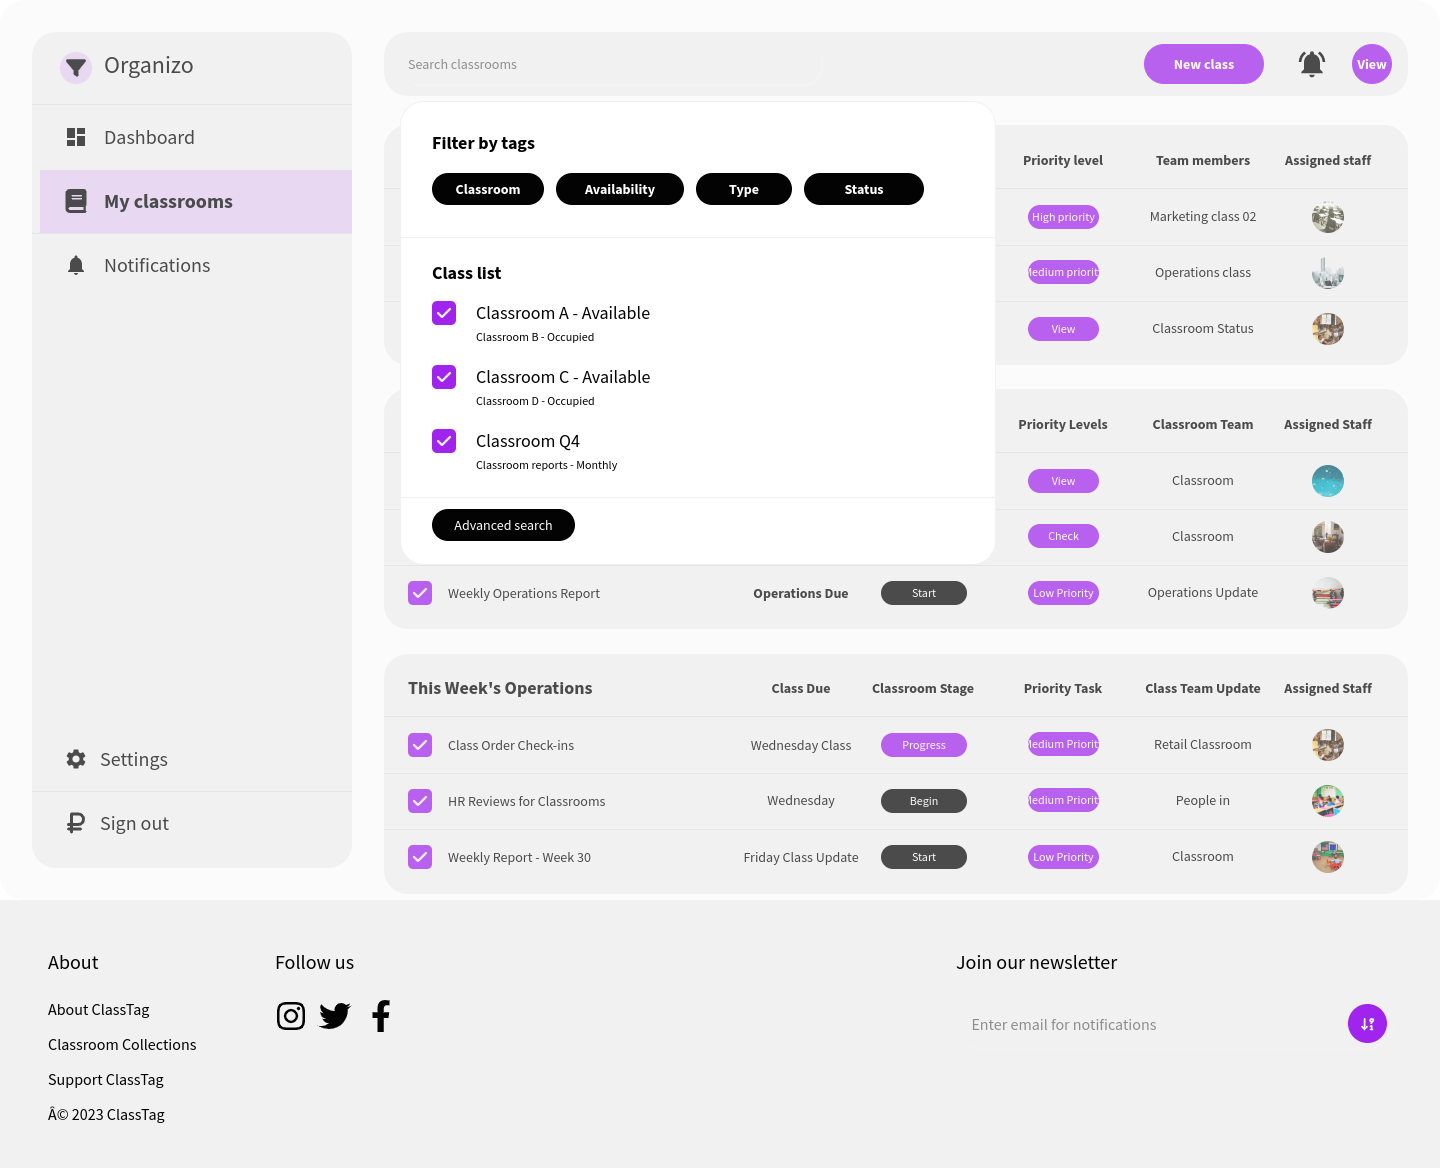 Organizo
Dashboard
My classrooms
Notifications
Settings
Sign out
Search classrooms
New class
View
Filter by tags
Classroom
Availability
Type
Status
Class list
Classroom A - Available
Classroom B - Occupied
Classroom C - Available
Classroom D - Occupied
Classroom Q4
Classroom reports - Monthly
Advanced search
Priority level Team members Assigned staff
High priority Marketing class 02
Medium priority Operations class
View Classroom Status
Priority Levels Classroom Team Assigned Staff
View Classroom
Check Classroom
Weekly Operations Report Operations Due Start Low Priority Operations Update
This Week's Operations Class Due Classroom Stage Priority Task Class Team Update Assigned Staff
Class Order Check-ins Wednesday Class Progress Medium Priority Retail Classroom
HR Reviews for Classrooms Wednesday Begin Medium Priority People in
Weekly Report - Week 30 Friday Class Update Start Low Priority Classroom
About
About ClassTag
Classroom Collections
Support ClassTag
Â© 2023 ClassTag
Follow us
Join our newsletter
Enter email for notifications